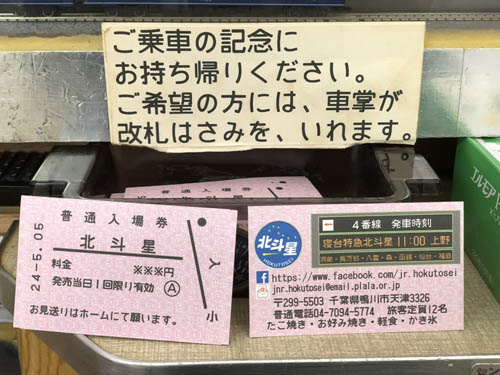 ご乗車の記念に
お持ち帰りください。
ご希望の方には、車掌が
改札はさみを、いれます。
普通入場券
24-5.05
普通入場券
北斗星
料金 ※※※円
発売当日1回限り有効 Ⓐ
お見送りはホームにて願います。
人
小
北斗星
HOKUTOSEI
4番線 発車時刻
寝台特急北斗星 11:00 上野
https://www.facebook.com/jr.hokutosei
jnr.hokutosei@email.plala.or.jp
〒299-5503 千葉県鴨川市天津3326
普通電話04-7094-5774 旅客定員12名
たこ焼き・お好み焼き・軽食・かき氷